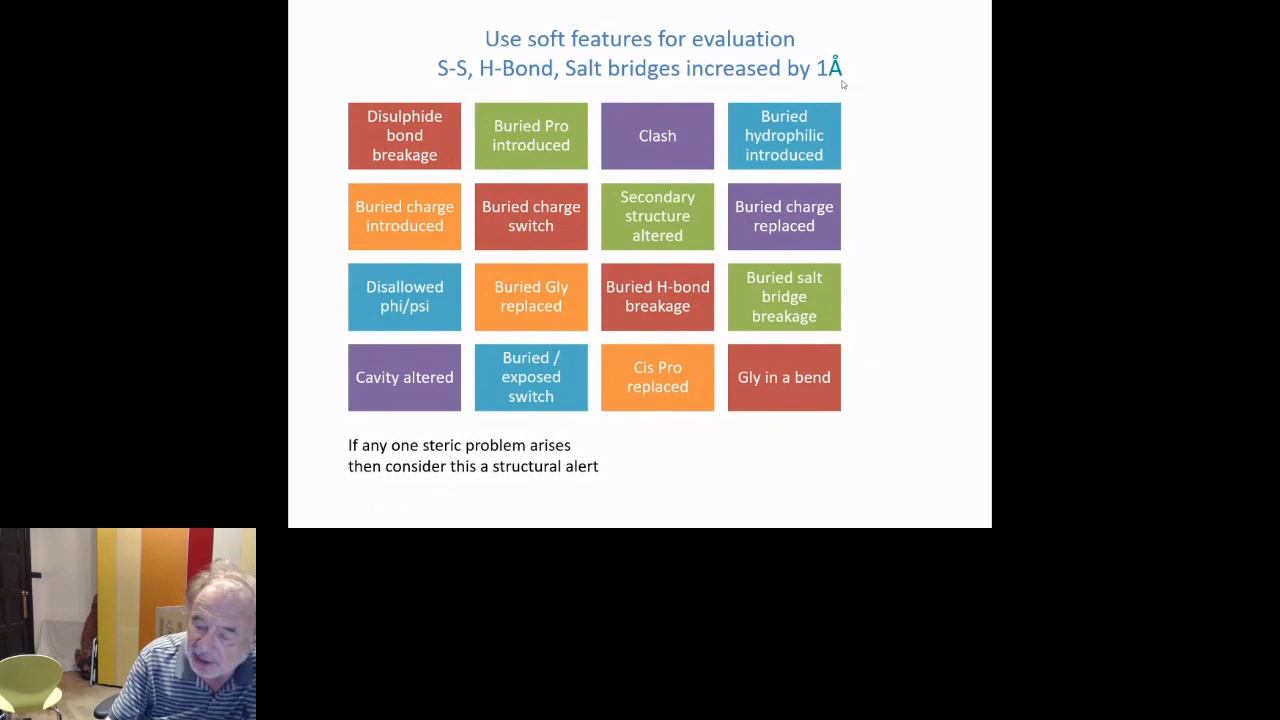 Use soft features for evaluation
S-S, H-Bond, Salt bridges increased by 1Å
Disulphide
bond
breakage
Buried Pro
introduced
Clash
Buried
hydrophilic
introduced
Buried charge
introduced
Buried charge
switch
Secondary
structure
altered
Buried charge
replaced
Disallowed
phi/psi
Buried Gly
replaced
Buried H-bond
breakage
Buried salt
bridge
breakage
Cavity altered
Buried /
exposed
switch
Cis Pro
replaced
Gly in a bend
If any one steric problem arises
then consider this a structural alert